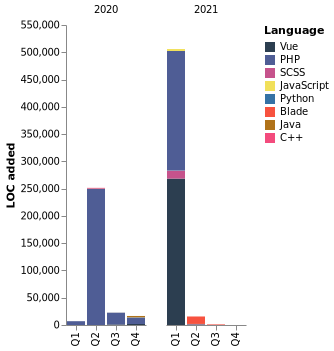 2020
2021
LOC added
550,000
500,000
450,000
400,000
350,000
300,000
250,000
200,000
150,000
100,000
50,000
0
Q1
Q2
Q3
Q4
Q1
Q2
Q3
Q4
Language
Vue
PHP
SCSS
JavaScript
Python
Blade
Java
C++